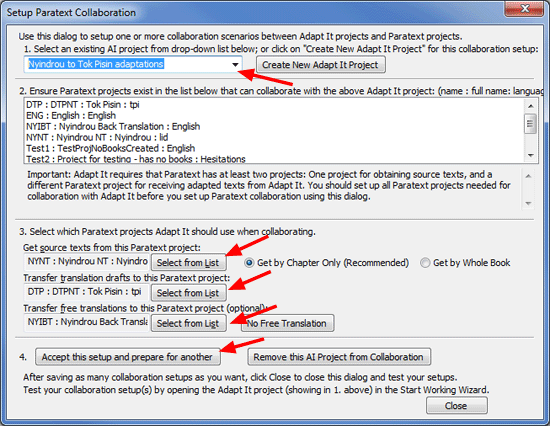 Setup Paratext Collaboration
Use this dialog to setup one or more collaboration scenarios between Adapt It projects and Paratext projects.
1. Select an existing AI project from drop-down list below; or click on "Create New Adapt It Project" for this collaboration setup:
Nyindrou to Tok Pisin adaptations
Create New Adapt It Project
2. Ensure Paratext projects exist in the list below that can collaborate with the above Adapt It project: (name : full name: language
DTP : DTPNT : Tok Pisin : tpi
ENG : English : English
NYIBT : Nyindrou Back Translation : English
NYNT : Nyindrou NT : Nyindrou : lid
Test1 : TestProjNoBooksCreated : English
Test2 : Project for testing - has no books : Hesitations
Important: Adapt It requires that Paratext has at least two projects: One project for obtaining source texts, and a
different Paratext project for receiving adapted texts from Adapt It. You should set up all Paratext projects needed for
collaboration with Adapt It before you set up Paratext collaboration using this dialog.
3. Select which Paratext projects Adapt It should use when collaborating.
Get source texts from this Paratext project:
NYNT : Nyindrou NT : Nyindro
Select from List
Get by Chapter Only (Recommended)
Get by Whole Book
Transfer translation drafts to this Paratext project:
DTP : DTPNT : Tok Pisin : tpi
Select from List
Transfer free translations to this Paratext project (optional):
NYIBT : Nyindrou Back Transla
Select from List
No Free Translation
4.
Accept this setup and prepare for another
Remove this AI Project from Collaboration
After saving as many collaboration setups as you want, click Close to close this dialog and test your setups.
Test your collaboration setup(s) by opening the Adapt It project (showing in 1. above) in the Start Working Wizard.
Close